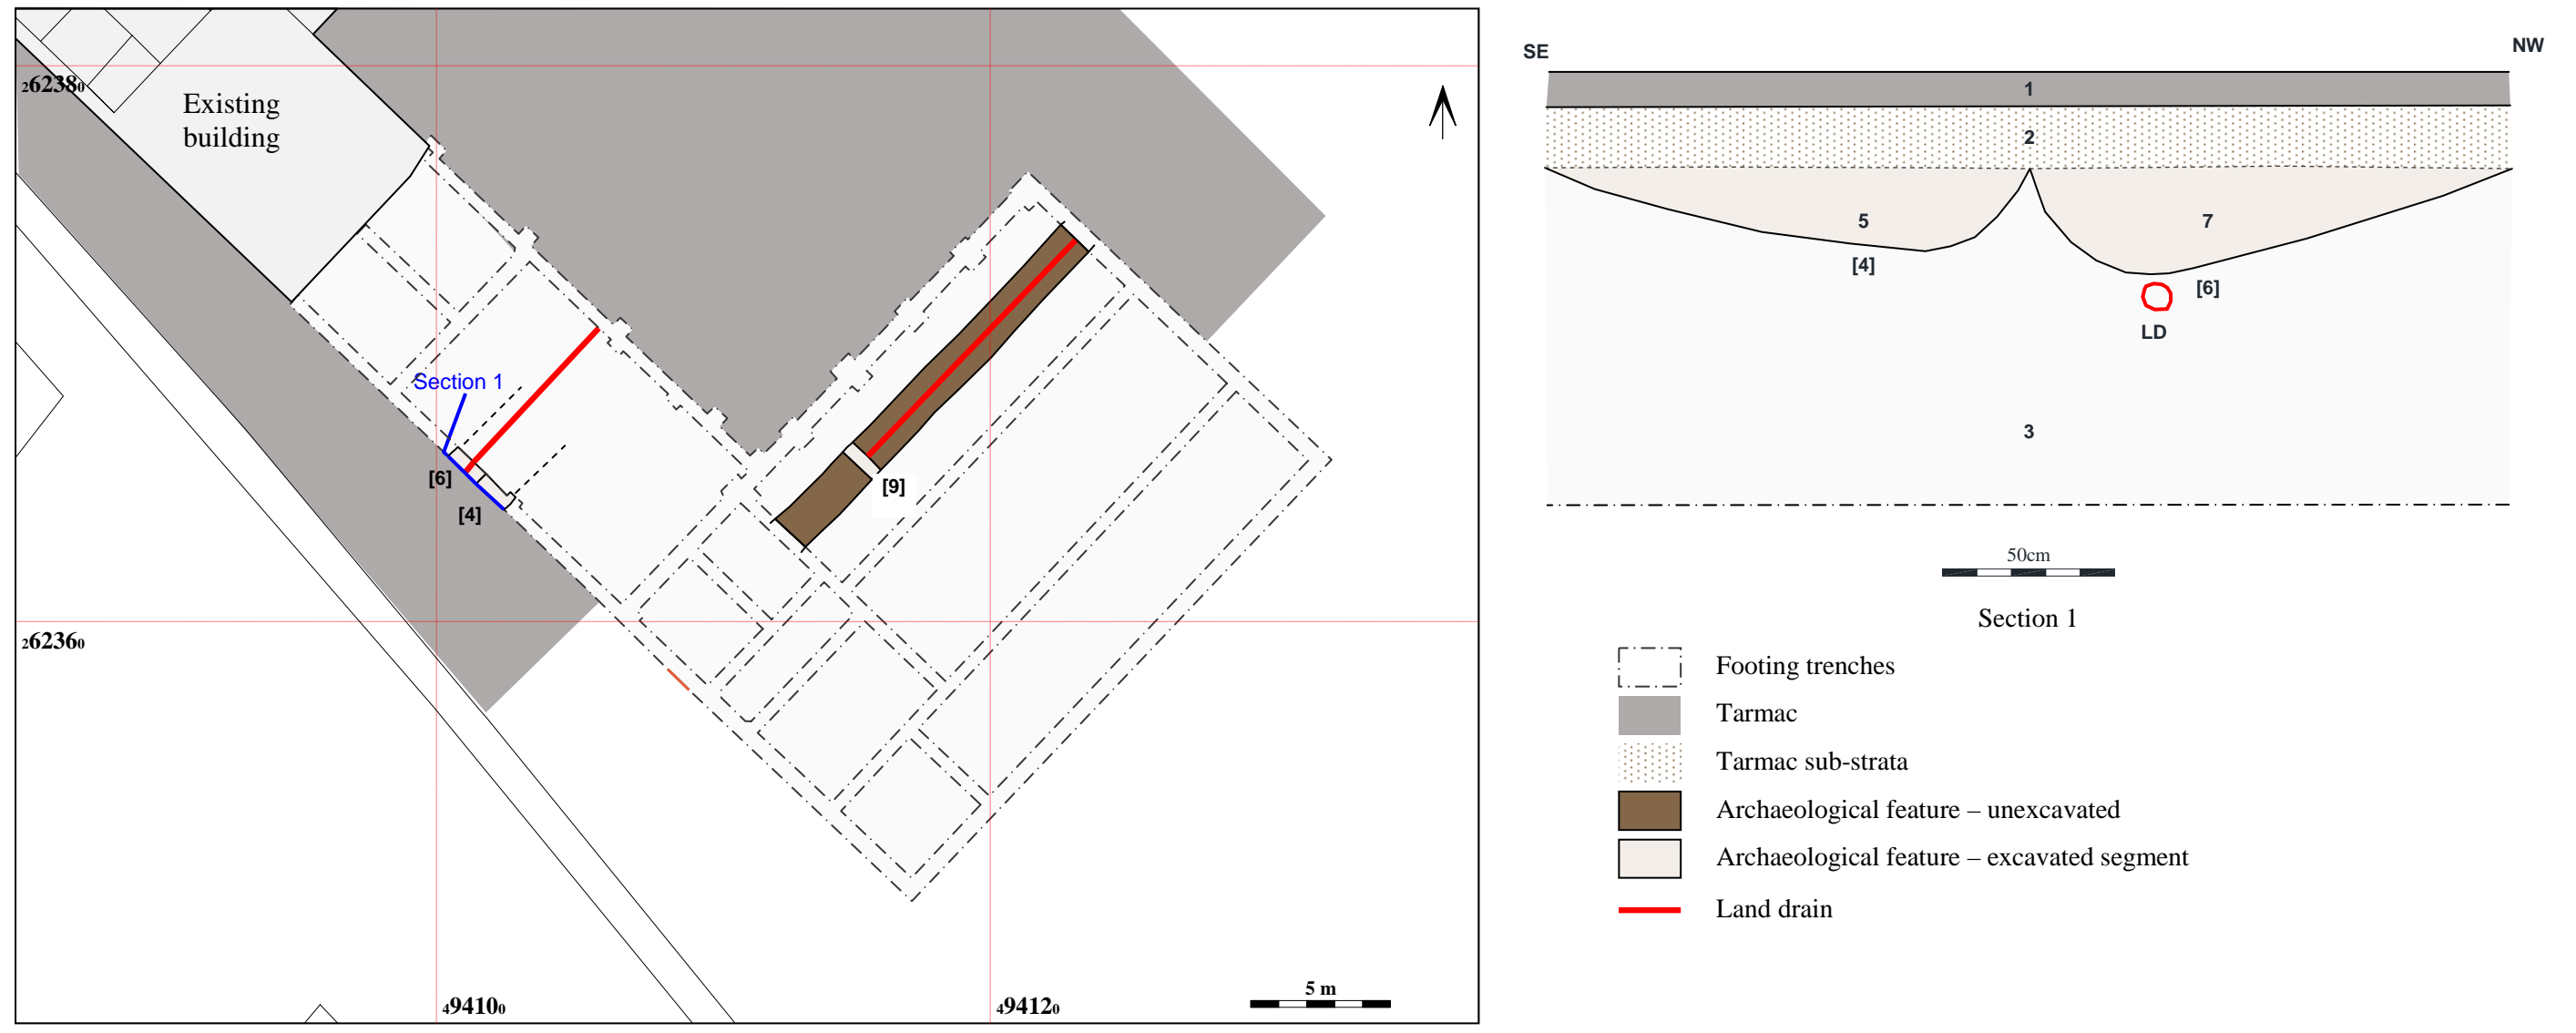 262380
Existing
building
Section 1
[6]
[4]
[9]
262360
494100
494120
5 m
SE
NW
1
2
5
7
[4]
[6]
LD
3
50cm
Section 1
Footing trenches
Tarmac
Tarmac sub-strata
Archaeological feature – unexcavated
Archaeological feature – excavated segment
Land drain